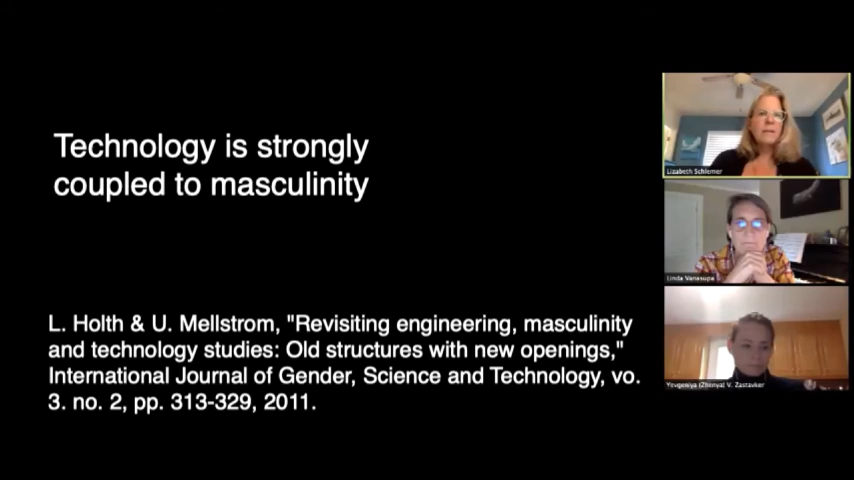 Technology is strongly
coupled to masculinity
L. Holth & U. Mellstrom, "Revisiting engineering, masculinity
and technology studies: Old structures with new openings,"
International Journal of Gender, Science and Technology, vo.
3. no. 2, pp. 313-329, 2011.
Lizabeth Schlemer
Linda Vanasupa
Yevgeniya (Zhenya) V. Zastavker